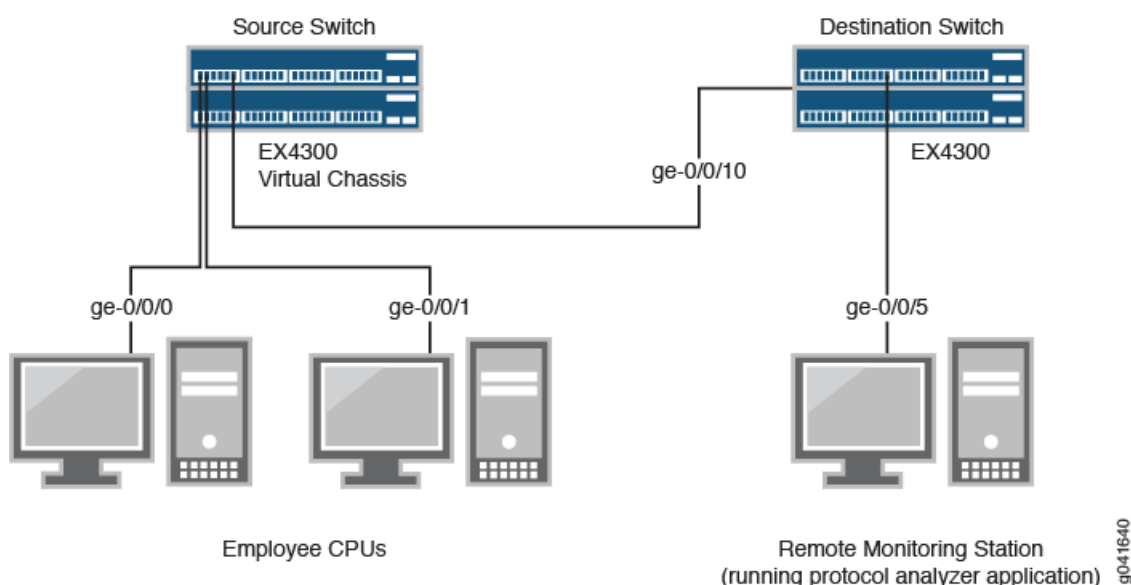 Source Switch
Destination Switch
EX4300
Virtual Chassis
EX4300
ge-0/0/10
ge-0/0/0
ge-0/0/1
ge-0/0/5
Employee CPUs
Remote Monitoring Station
(running protocol analyzer application)
g041640